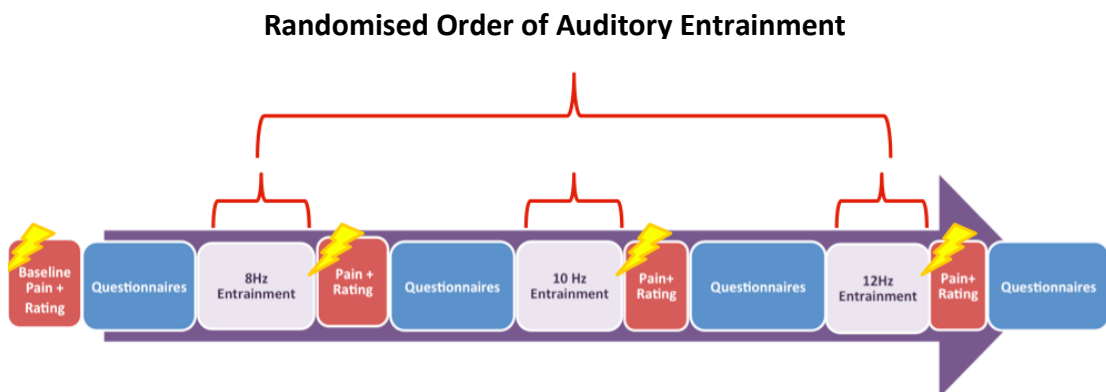 Randomised Order of Auditory Entrainment
Baseline
Pain +
Rating
Questionnaires
8Hz
Entrainment
Pain +
Rating
Questionnaires
10 Hz
Entrainment
Pain+
Rating
Questionnaires
12Hz
Entrainment
Pain+
Rating
Questionnaires